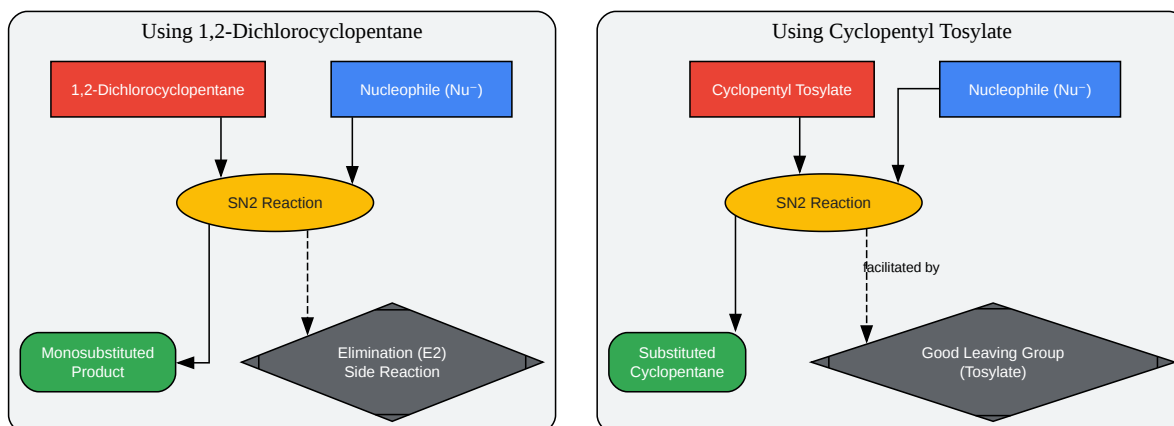 Using 1,2-Dichlorocyclopentane
1,2-Dichlorocyclopentane
Nucleophile (Nu⁻)
SN2 Reaction
Monosubstituted
Product
Elimination (E2)
Side Reaction
Using Cyclopentyl Tosylate
Cyclopentyl Tosylate
Nucleophile (Nu⁻)
SN2 Reaction
facilitated by
Substituted
Cyclopentane
Good Leaving Group
(Tosylate)